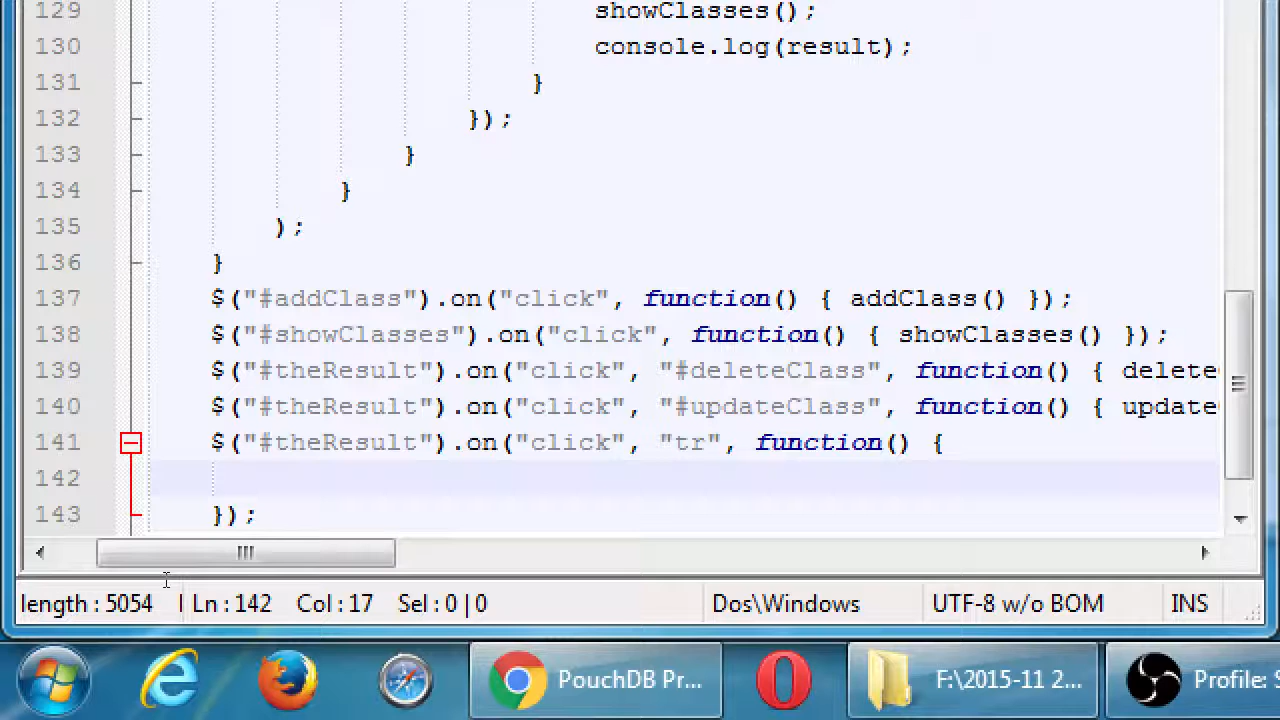 129 showClasses();
130 console.log(result);
131 }
132 });
133 }
134 }
135 );
136 }
137 $("#addClass").on("click", function() { addClass() });
138 $("#showClasses").on("click", function() { showClasses() });
139 $("#theResult").on("click", "#deleteClass", function() { delete
140 $("#theResult").on("click", "#updateClass", function() { update
141 $("#theResult").on("click", "tr", function() {
142
143 });
length : 5054 l Ln : 142 Col : 17 Sel : 0 | 0 Dos\Windows UTF-8 w/o BOM INS
PouchDB Pr... F:\2015-11 2... Profile: S